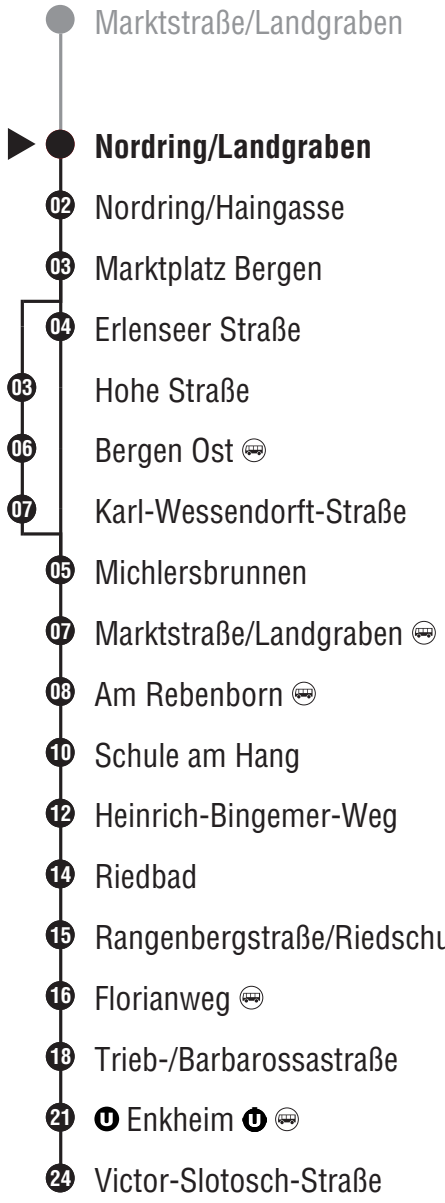 Marktstraße/Landgraben
Nordring/Landgraben
02 Nordring/Haingasse
03 Marktplatz Bergen
04 Erlenseer Straße
03 Hohe Straße
06 Bergen Ost
07 Karl-Wessendorft-Straße
05 Michlersbrunnen
07 Marktstraße/Landgraben
08 Am Rebenborn
10 Schule am Hang
12 Heinrich-Bingemer-Weg
14 Riedbad
15 Rangenbergstraße/Riedschu
16 Florianweg
18 Trieb-/Barbarossastraße
21 U Enkheim U
24 Victor-Slotosch-Straße